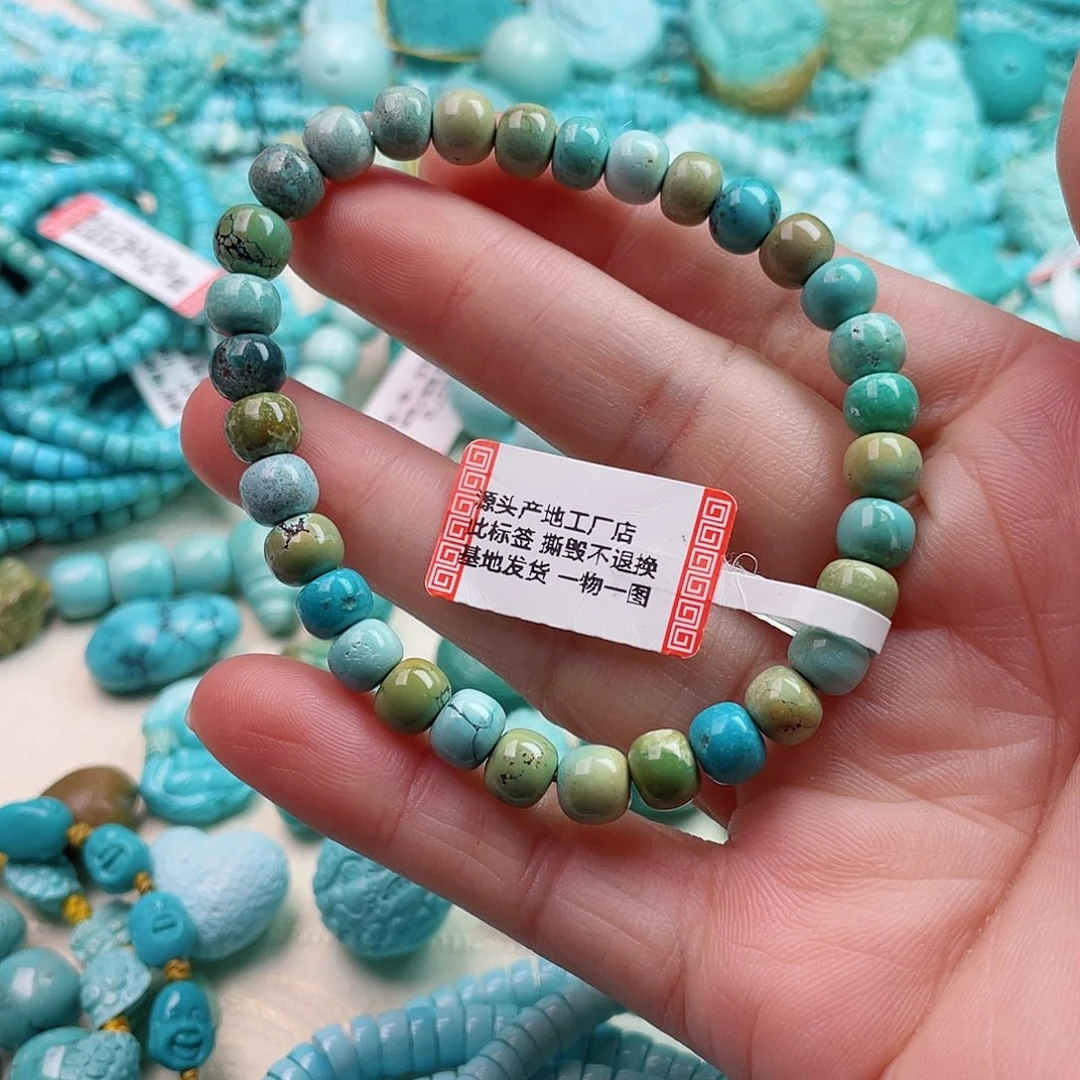 源头产地工厂店
此标签 撕毁不退换
基地发货 一物一图